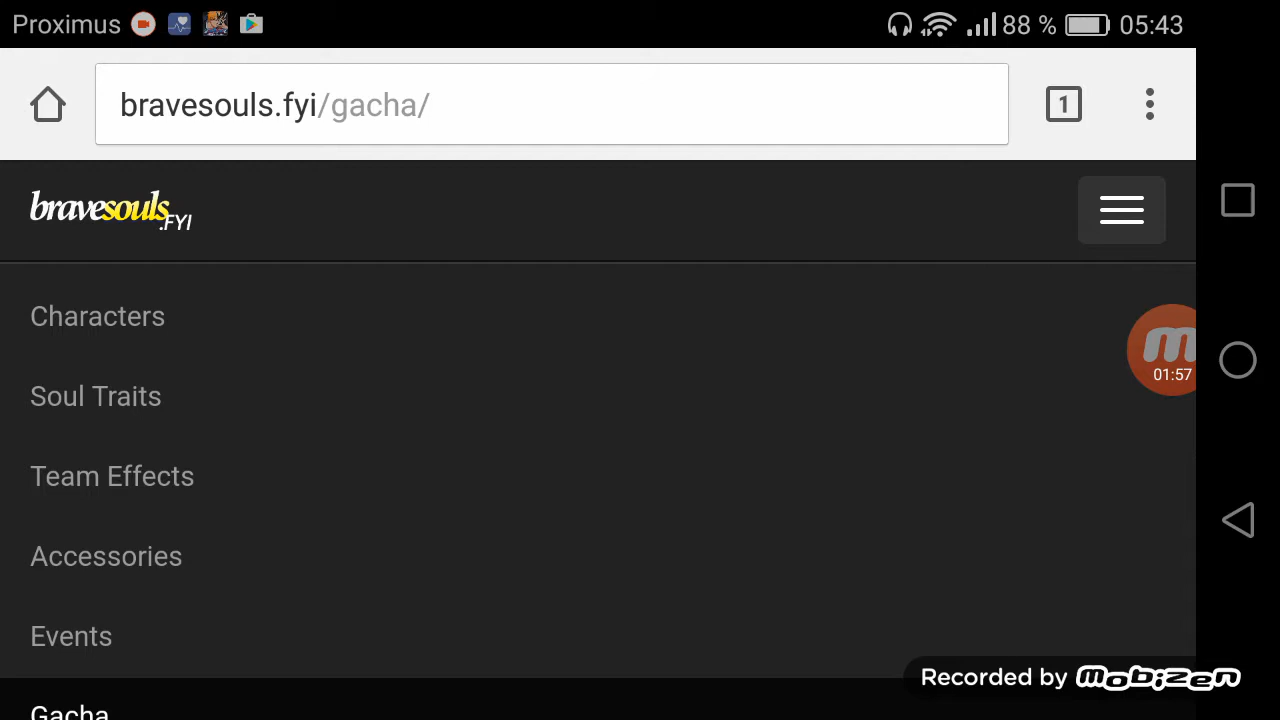 Proximus 88 % 05:43
bravesouls.fyi/gacha/ 1
bravesouls.FYI
Characters
Soul Traits
01:57
Team Effects
Accessories
Events
Recorded by mobizen
Gacha